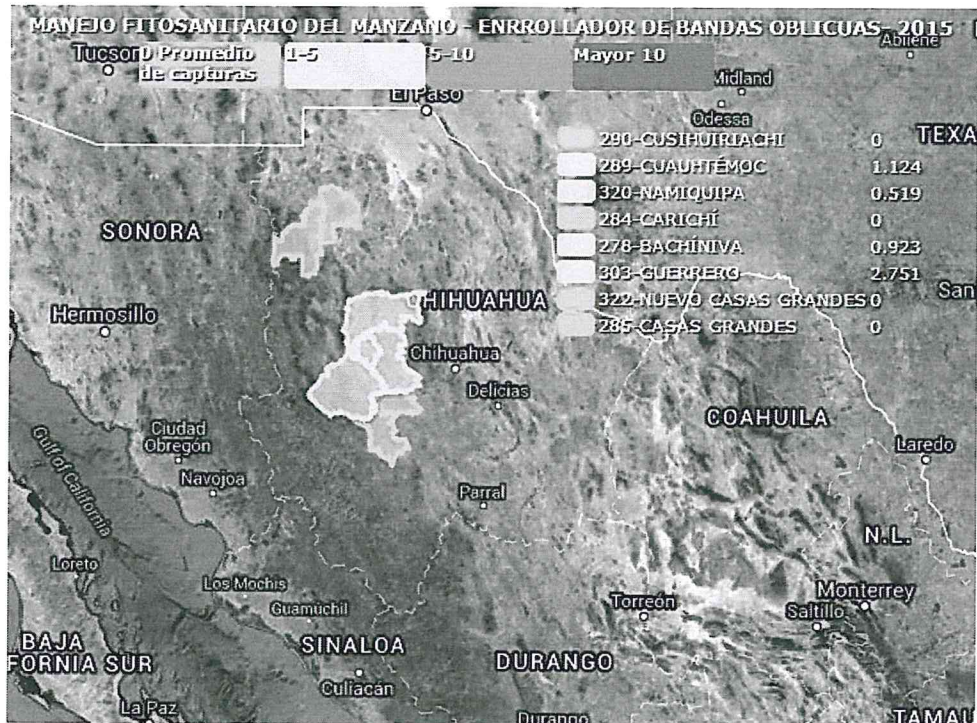 MANEJO FITOSANITARIO DEL MANZANO - ENRROLLADOR DE BANDAS OBLICUAS- 2015
Tucson
0 Promedio
de capturas
1-5
5-10
Mayor 10
Abilene
Midland
El Paso
Odessa
TEXA
290-CUSIHUIRIACHI 0
289-CUAUHTÉMOC 1.124
320-NAMIQUIPA 0.519
284-CARICHÍ 0
278-BACHÍNIVA 0.923
303-GUERRERO 2.751
322-NUEVO CASAS GRANDES 0
285-CASAS GRANDES 0
SONORA
San
HIHUAHUA
Hermosillo
Chihuahua
Delicias
COAHUILA
Ciudad
Obregón
Laredo
Gulf of California
Navojoa
Parral
N.L.
Loreto
Los Mochis
Guamuchil
Torreón
Monterrey
Saltillo
BAJA
FORNIA SUR
SINALOA
DURANGO
Culiacán
La Paz
Durango
TAMAU